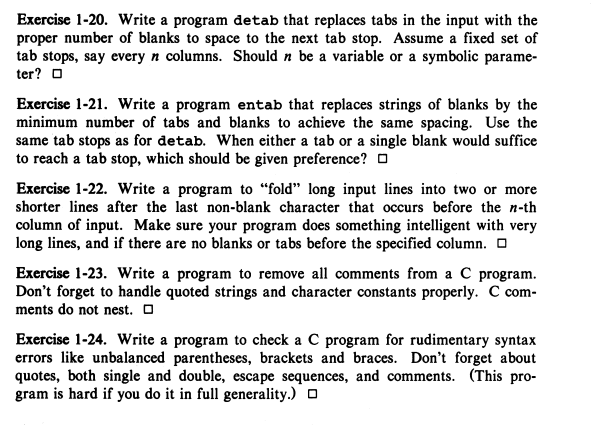 Exercise 1-20. Write a program detab that replaces tabs in the input with the
proper number of blanks to space to the next tab stop. Assume a fixed set of
tab stops, say every n columns. Should n be a variable or a symbolic parame-
ter? □
Exercise 1-21. Write a program entab that replaces strings of blanks by the
minimum number of tabs and blanks to achieve the same spacing. Use the
same tab stops as for detab. When either a tab or a single blank would suffice
to reach a tab stop, which should be given preference? □
Exercise 1-22. Write a program to “fold” long input lines into two or more
shorter lines after the last non-blank character that occurs before the n-th
column of input. Make sure your program does something intelligent with very
long lines, and if there are no blanks or tabs before the specified column. □
Exercise 1-23. Write a program to remove all comments from a C program.
Don't forget to handle quoted strings and character constants properly. C com-
ments do not nest. □
Exercise 1-24. Write a program to check a C program for rudimentary syntax
errors like unbalanced parentheses, brackets and braces. Don't forget about
quotes, both single and double, escape sequences, and comments. (This pro-
gram is hard if you do it in full generality.) □